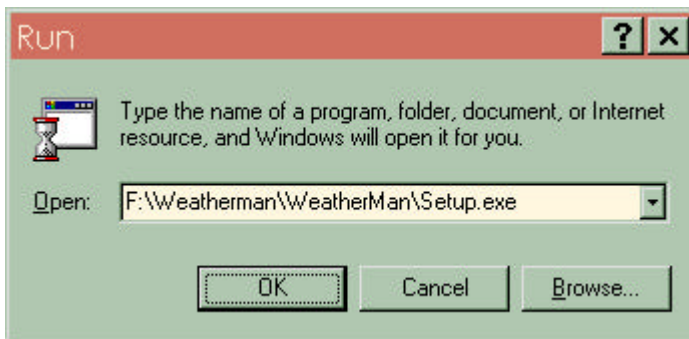 Run
Type the name of a program, folder, document, or Internet
resource, and Windows will open it for you.
Open: F:\Weatherman\WeatherMan\Setup.exe
OK Cancel Browse...